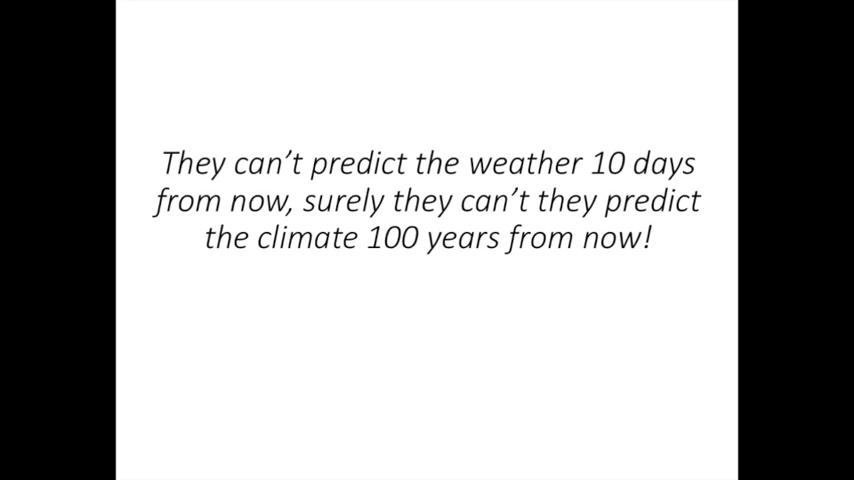 They can’t predict the weather 10 days
from now, surely they can’t they predict
the climate 100 years from now!